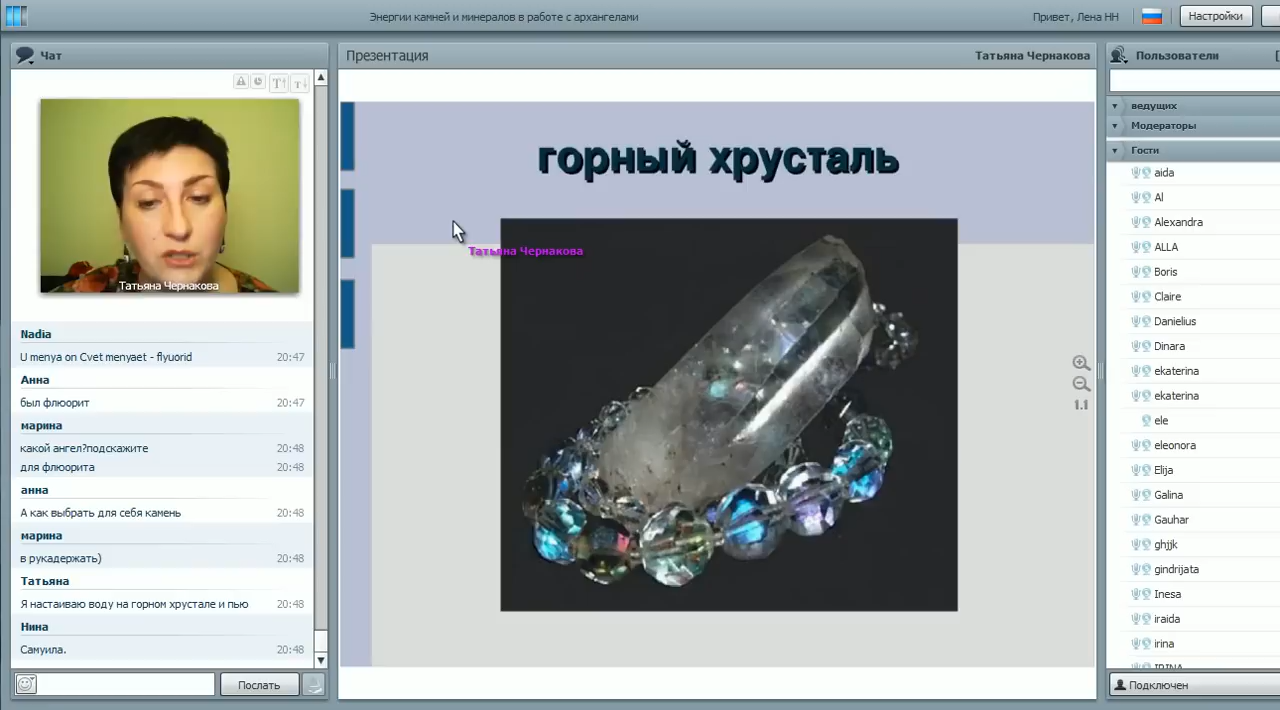 Энергии камней и минералов в работе с архангелами
Привет, Лена НН
Настройки
Чат
Татьяна Чернакова
Nadia
U menya on Cvet menyaet - flyuorid 20:47
Анна
был флюорит 20:47
марина
какой ангел?подскажите 20:48
для флюорита 20:48
анна
А как выбрать для себя камень 20:48
марина
в рукадержать) 20:48
Татьяна
Я настаиваю воду на горном хрустале и пью 20:48
Нина
Самуила. 20:48
Послать
Презентация
Татьяна Чернакова
горный хрусталь
Татьяна Чернакова
1.1
Пользователи
ведущих
Модераторы
Гости
aida
Al
Alexandra
ALLA
Boris
Claire
Danielius
Dinara
ekaterina
ekaterina
ele
eleonora
Elija
Galina
Gauhar
ghjjk
gindrijata
Inesa
iraida
irina
IRINA
Подключен